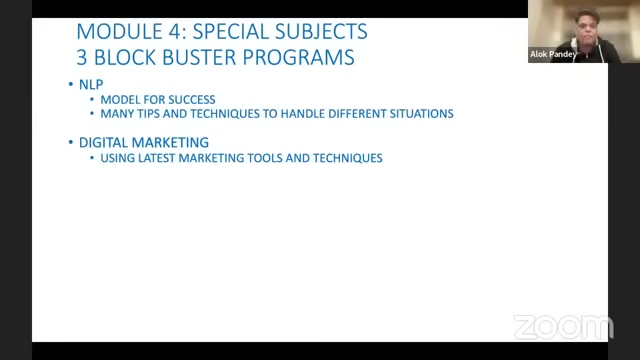 MODULE 4: SPECIAL SUBJECTS
3 BLOCK BUSTER PROGRAMS
• NLP
• MODEL FOR SUCCESS
• MANY TIPS AND TECHNIQUES TO HANDLE DIFFERENT SITUATIONS
• DIGITAL MARKETING
• USING LATEST MARKETING TOOLS AND TECHNIQUES
Alok Pandey
zoom